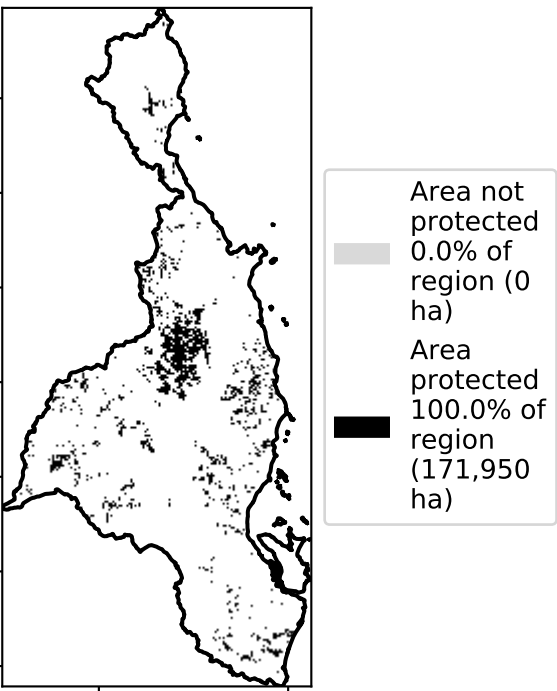 Area not
protected
0.0% of
region (0
ha)
Area
protected
100.0% of
region
(171,950
ha)